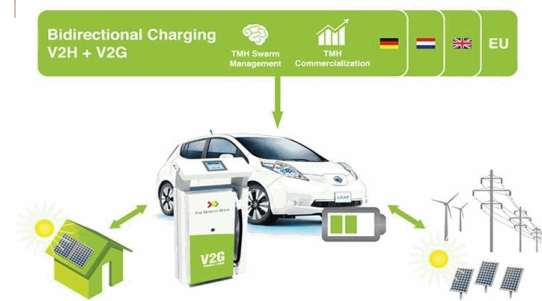 Bidirectional Charging
V2H + V2G
TMH Swarm
Management
TMH
Commercialization
EU
The Mobility House
LEAF
V2G